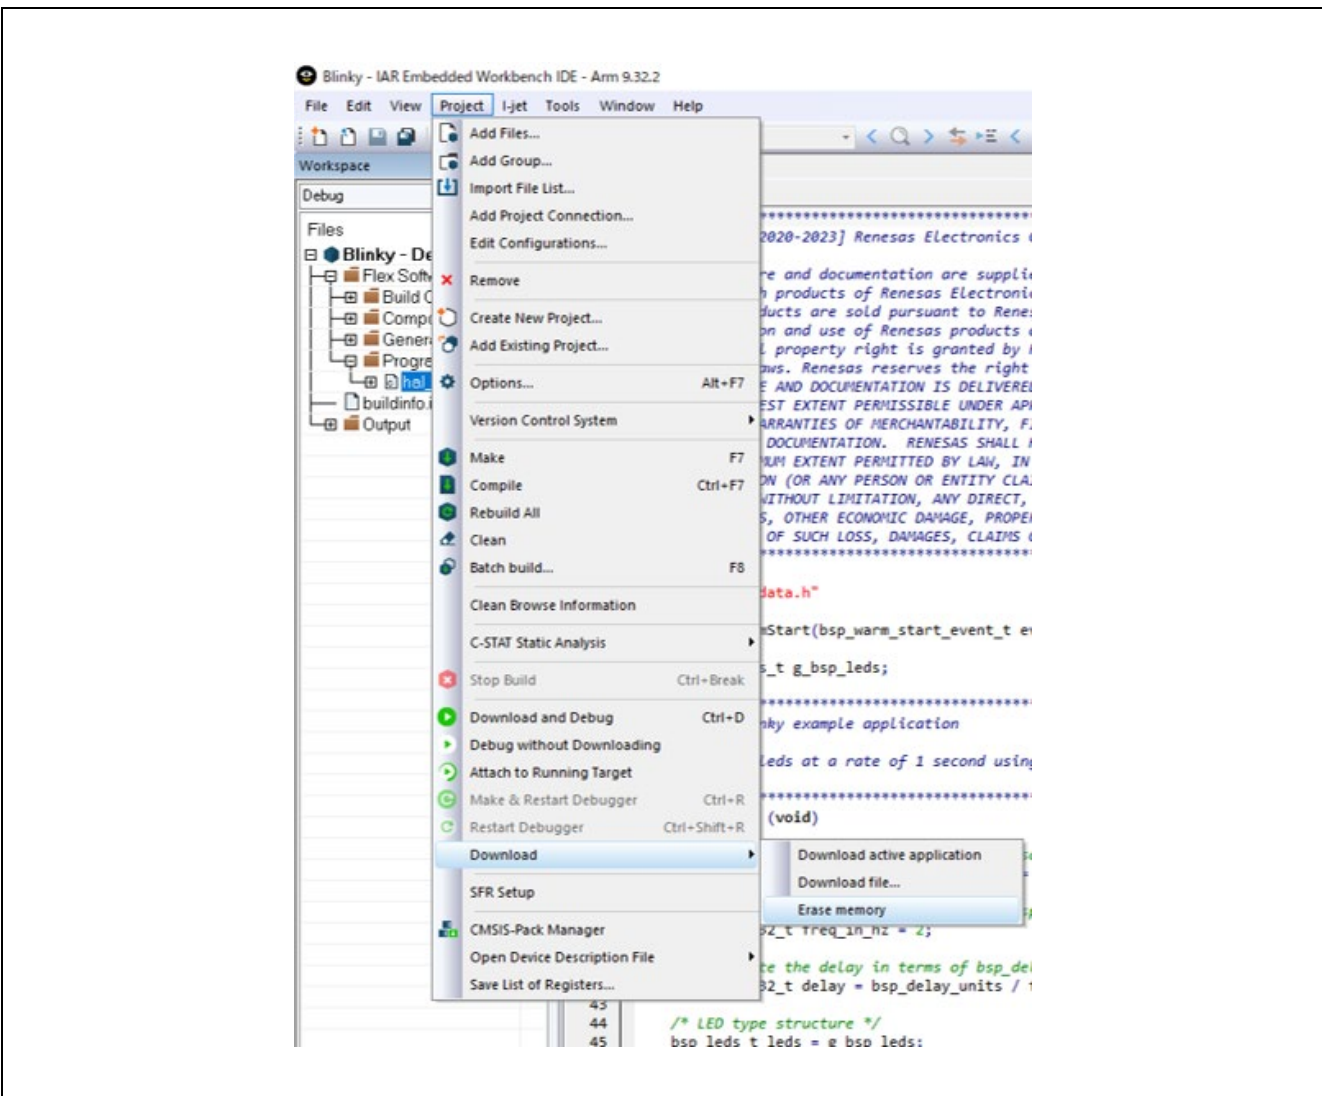 Blinky - IAR Embedded Workbench IDE - Arm 9.32.2
File Edit View Project I-jet Tools Window Help
Workspace
Debug
Files
Blinky - De
Flex Softw
Build C
Compo
Genera
Progra
hal_
buildinfo.i
Output
Add Files...
Add Group...
Import File List...
Add Project Connection...
Edit Configurations...
Remove
Create New Project...
Add Existing Project...
Options... Alt+F7
Version Control System
Make F7
Compile Ctrl+F7
Rebuild All
Clean
Batch build... F8
Clean Browse Information
C-STAT Static Analysis
Stop Build Ctrl+Break
Download and Debug Ctrl+D
Debug without Downloading
Attach to Running Target
Make & Restart Debugger Ctrl+R
Restart Debugger Ctrl+Shift+R
Download
SFR Setup
CMSIS-Pack Manager
Open Device Description File
Save List of Registers...
Download active application
Download file...
Erase memory
*********************************
2020-2023] Renesas Electronics
re and documentation are supplie
h products of Renesas Electroni
ducts are sold pursuant to Rene
on and use of Renesas products
l property right is granted by
aws. Renesas reserves the right
E AND DOCUMENTATION IS DELIVERE
EST EXTENT PERMISSIBLE UNDER AP
ARRANTIES OF MERCHANTABILITY, F
DOCUMENTATION. RENESAS SHALL
MUM EXTENT PERMITTED BY LAW, IN
ON (OR ANY PERSON OR ENTITY CLA
WITHOUT LIMITATION, ANY DIRECT,
S, OTHER ECONOMIC DAMAGE, PROPE
OF SUCH LOSS, DAMAGES, CLAIMS
*********************************
data.h"
mStart(bsp_warm_start_event_t ev
s_t g_bsp_leds;
*********************************
nky example application
leds at a rate of 1 second using
*********************************
(void)
32_t freq_in_hz = 2;
te the delay in terms of bsp_de
32_t delay = bsp_delay_units /
43
44 /* LED type structure */
45 bsp_leds_t leds = g_bsp_leds;